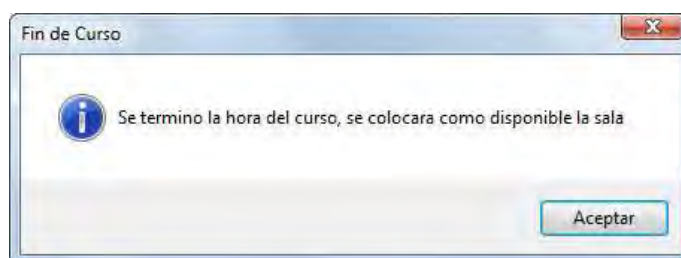 Fin de Curso
Se termino la hora del curso, se colocara como disponible la sala
Aceptar